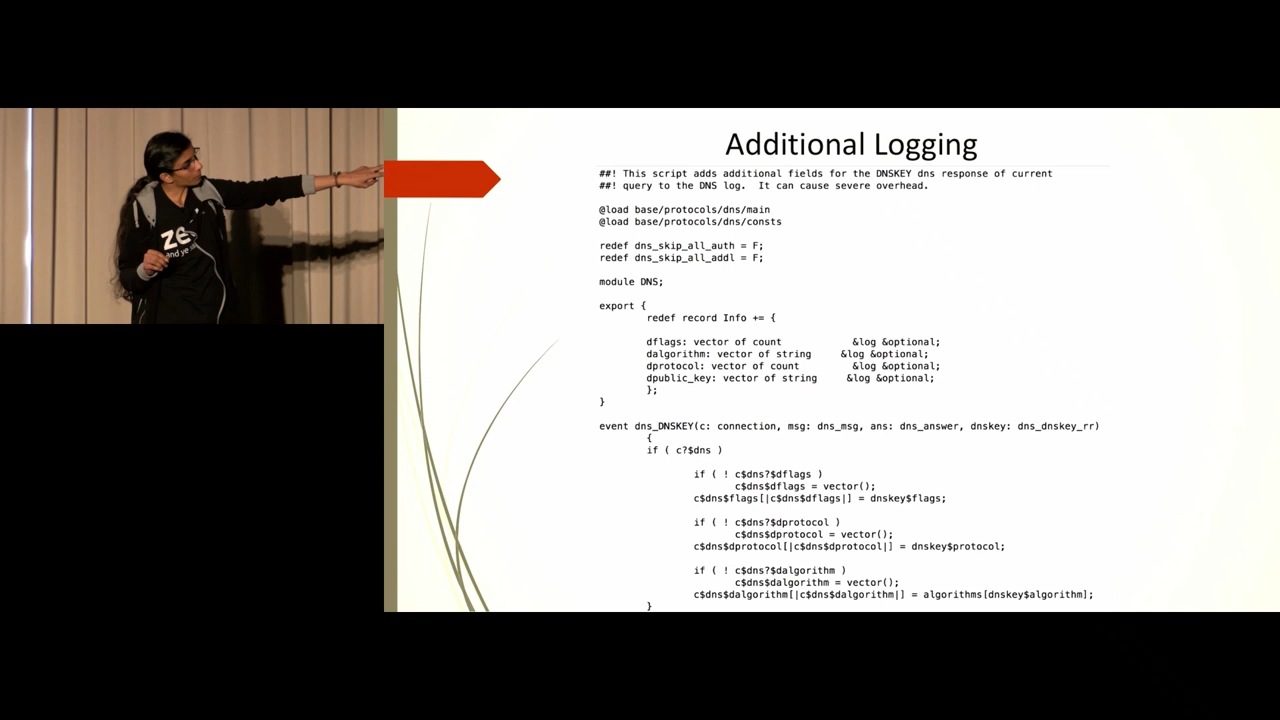 ze
and ye
Additional Logging
##! This script adds additional fields for the DNSKEY dns response of current
##! query to the DNS log.  It can cause severe overhead.
@load base/protocols/dns/main
@load base/protocols/dns/consts
redef dns_skip_all_auth = F;
redef dns_skip_all_addl = F;
module DNS;
export {
redef record Info += {
dflags: vector of count            &log &optional;
dalgorithm: vector of string     &log &optional;
dprotocol: vector of count         &log &optional;
dpublic_key: vector of string     &log &optional;
};
}
event dns_DNSKEY(c: connection, msg: dns_msg, ans: dns_answer, dnskey: dns_dnskey_rr)
{
if ( c?$dns )
if ( ! c$dns?$dflags )
c$dns$dflags = vector();
c$dns$flags[|c$dns$dflags|] = dnskey$flags;
if ( ! c$dns?$dprotocol )
c$dns$dprotocol = vector();
c$dns$dprotocol[|c$dns$dprotocol|] = dnskey$protocol;
if ( ! c$dns?$dalgorithm )
c$dns$dalgorithm = vector();
c$dns$dalgorithm[|c$dns$dalgorithm|] = algorithms[dnskey$algorithm];
}